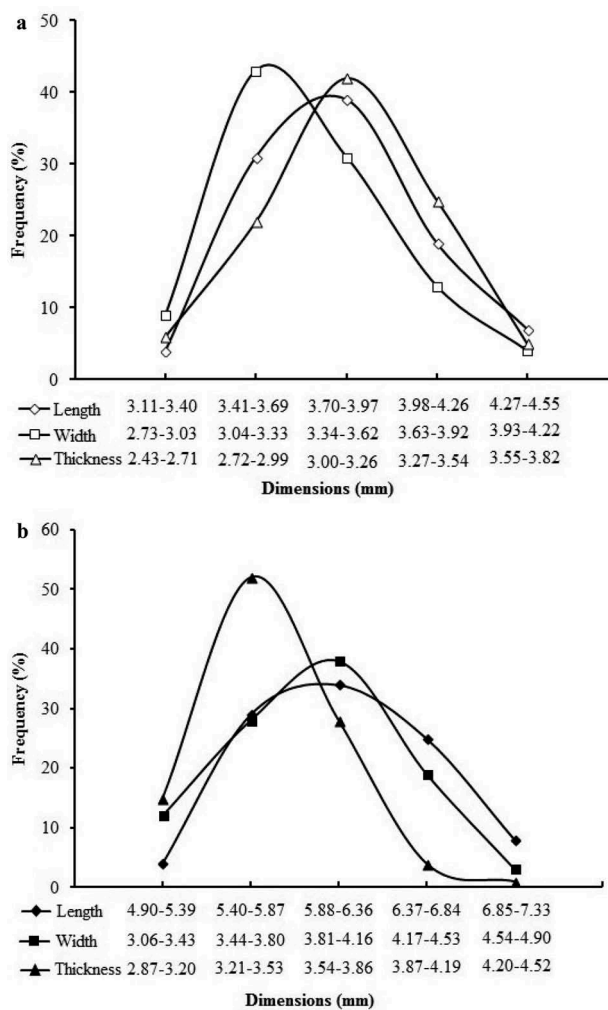 a
50
40
30
20
10
0
Frequency (%)
Length 3.11-3.40 3.41-3.69 3.70-3.97 3.98-4.26 4.27-4.55
Width 2.73-3.03 3.04-3.33 3.34-3.62 3.63-3.92 3.93-4.22
Thickness 2.43-2.71 2.72-2.99 3.00-3.26 3.27-3.54 3.55-3.82
Dimensions (mm)
b
60
50
40
30
20
10
0
Frequency (%)
Length 4.90-5.39 5.40-5.87 5.88-6.36 6.37-6.84 6.85-7.33
Width 3.06-3.43 3.44-3.80 3.81-4.16 4.17-4.53 4.54-4.90
Thickness 2.87-3.20 3.21-3.53 3.54-3.86 3.87-4.19 4.20-4.52
Dimensions (mm)